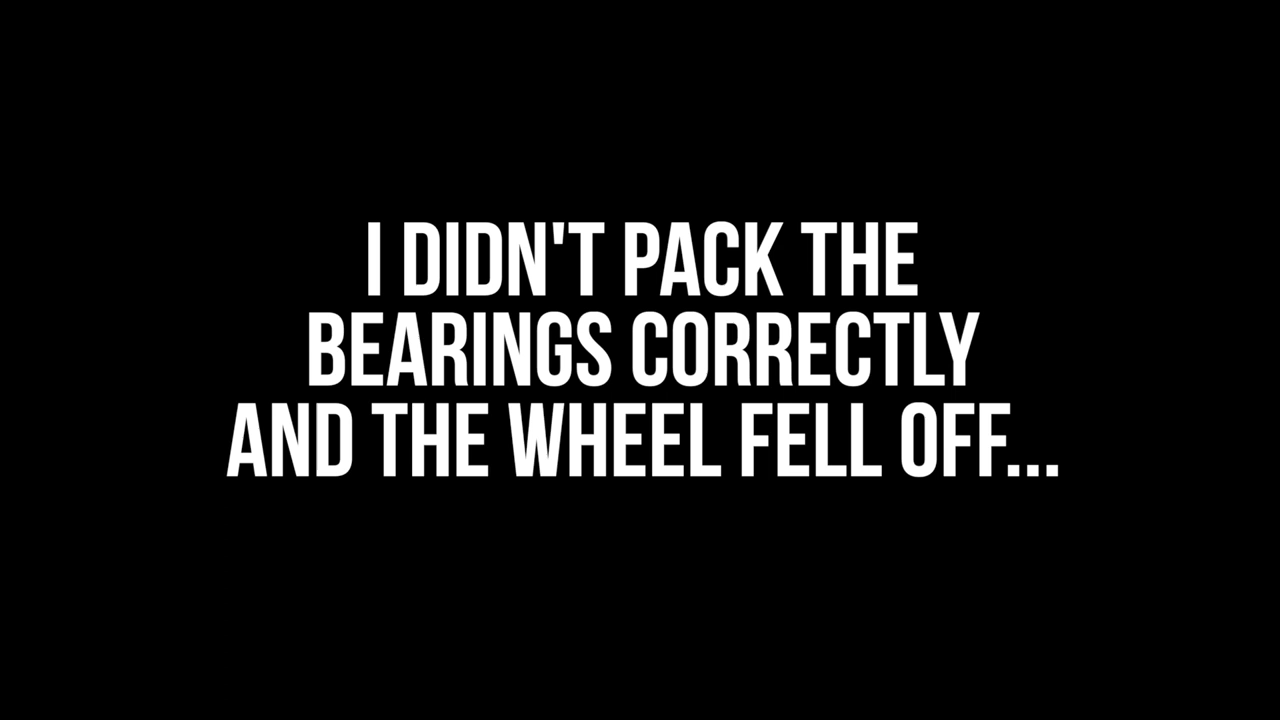 I DIDN'T PACK THE
BEARINGS CORRECTLY
AND THE WHEEL FELL OFF...